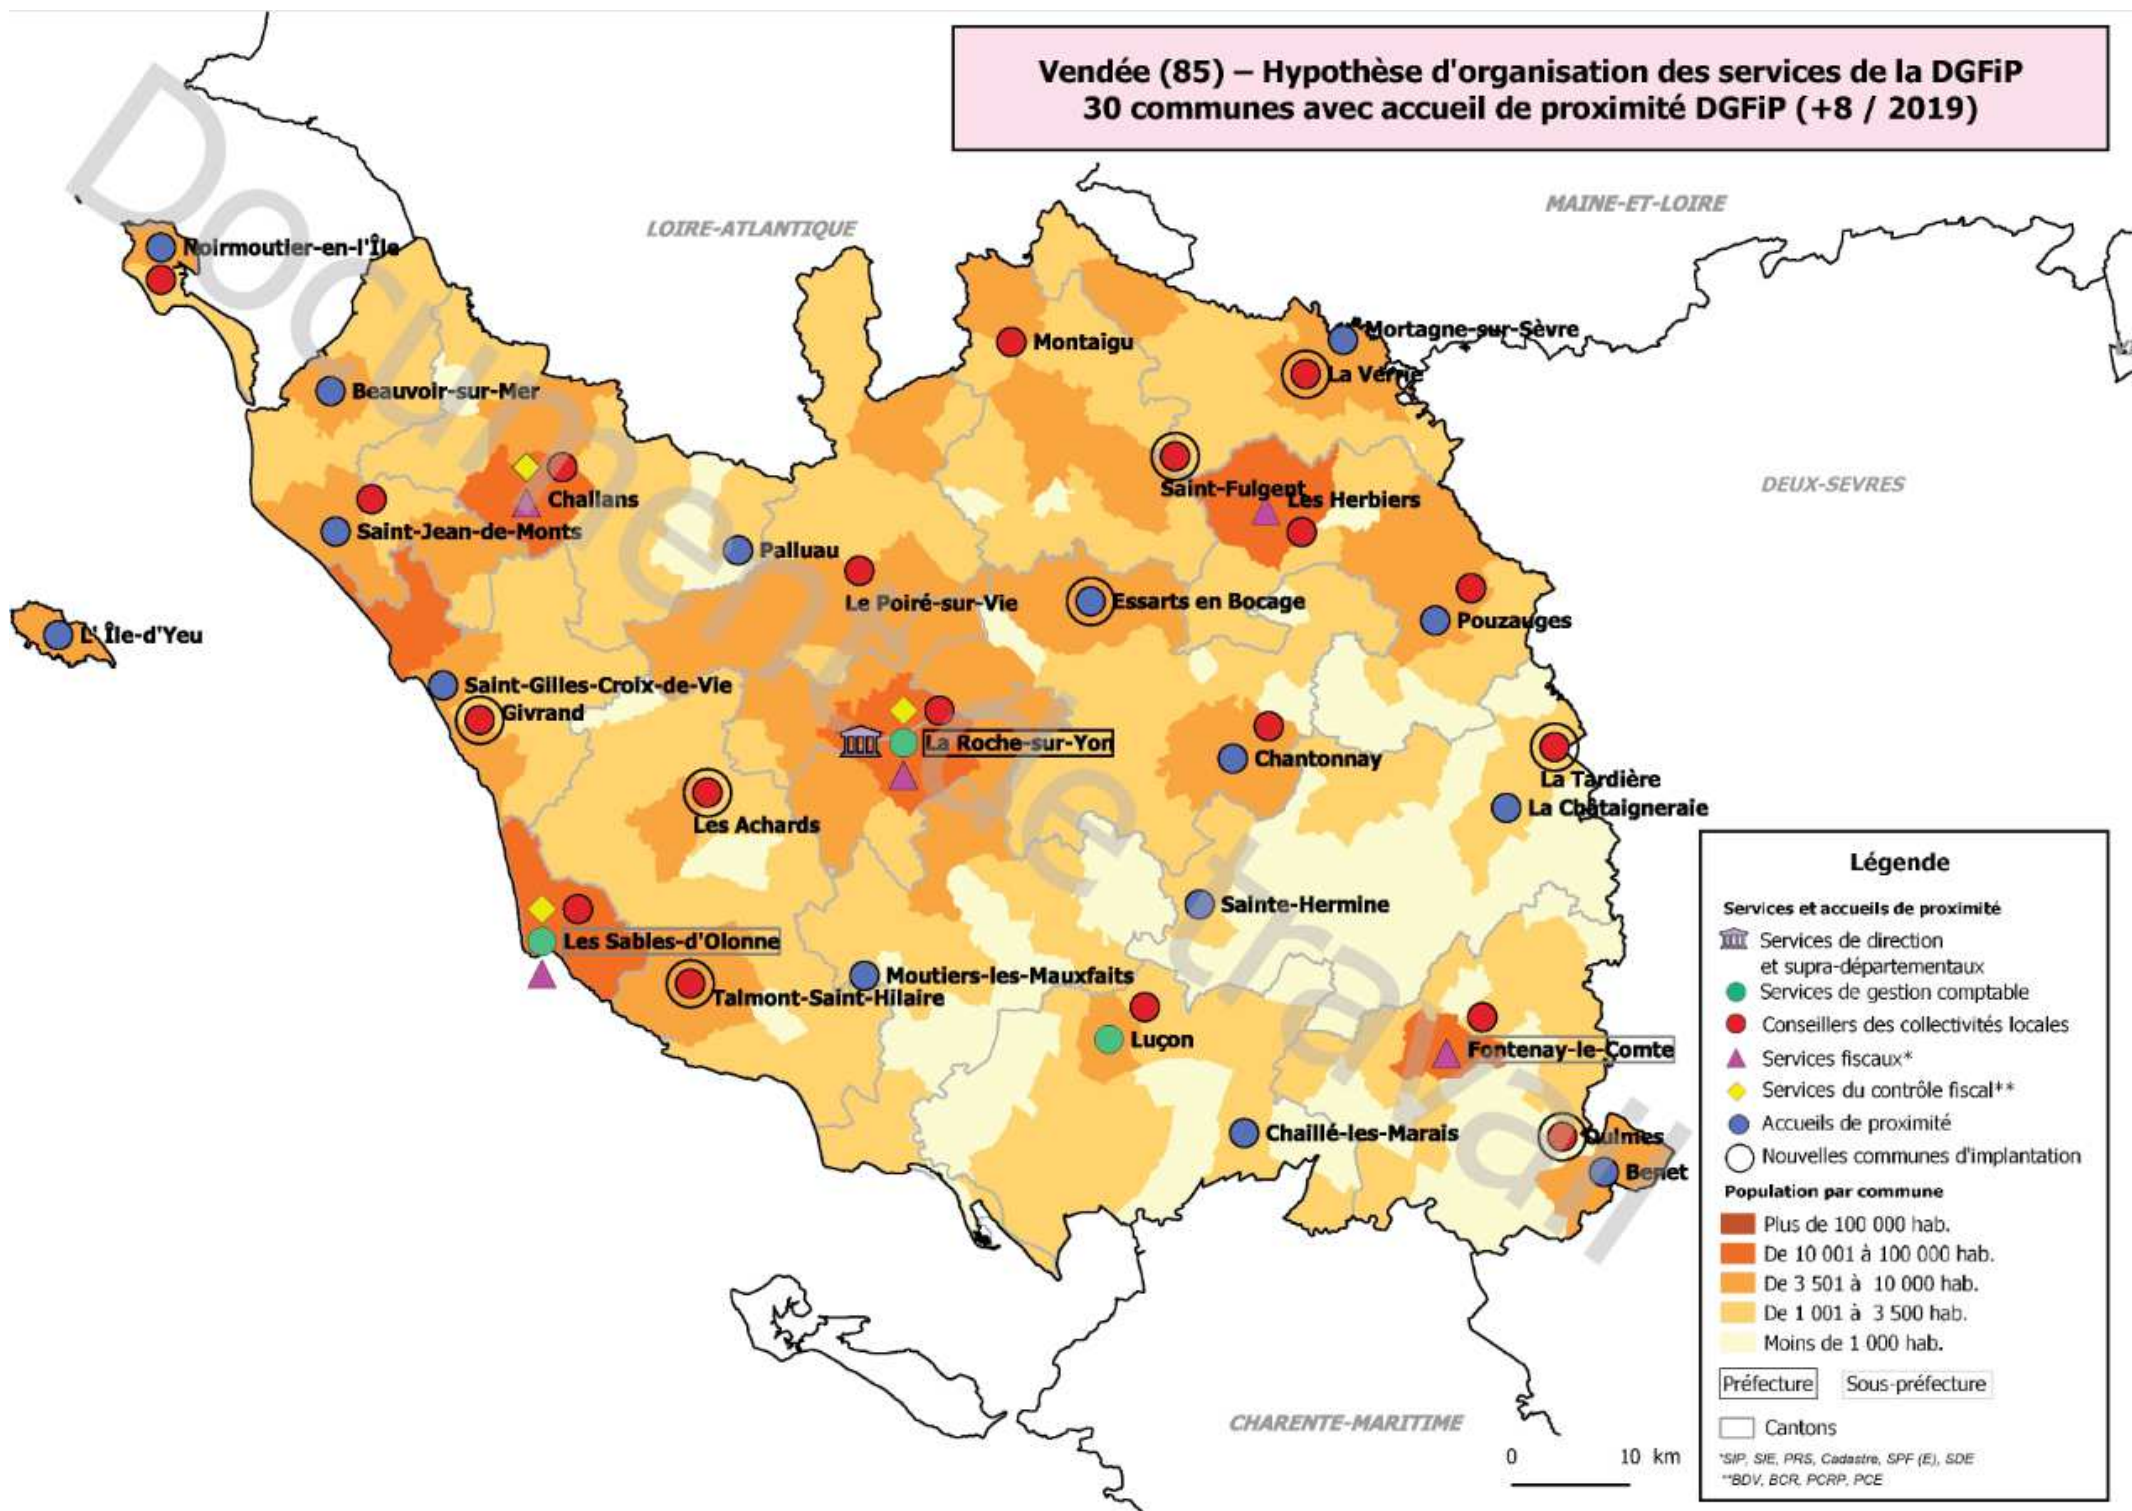 Vendée (85) – Hypothèse d'organisation des services de la DGFiP
30 communes avec accueil de proximité DGFiP (+8 / 2019)
MAINE-ET-LOIRE
LOIRE-ATLANTIQUE
Noirmoutier-en-l'Île
Mortagne-sur-Sèvre
Montaigu
La Verrie
Beauvoir-sur-Mer
DEUX-SEVRES
Saint-Fulgent
Les Herbiers
Challans
Saint-Jean-de-Monts
Palluau
Le Poiré-sur-Vie
Essarts en Bocage
Pouzauges
L' Île-d'Yeu
Saint-Gilles-Croix-de-Vie
Givrand
La Roche-sur-Yon
Chantonnay
La Tardière
La Châtaigneraie
Les Achards
Sainte-Hermine
Les Sables-d'Olonne
Moutiers-les-Mauxfaits
Talmont-Saint-Hilaire
Luçon
Fontenay-le-Comte
Chaillé-les-Marais
Oulmes
Benet
CHARENTE-MARITIME
0 10 km
Document de travail
Légende
Services et accueils de proximité
Services de direction
et supra-départementaux
Services de gestion comptable
Conseillers des collectivités locales
Services fiscaux*
Services du contrôle fiscal**
Accueils de proximité
Nouvelles communes d'implantation
Population par commune
Plus de 100 000 hab.
De 10 001 à 100 000 hab.
De 3 501 à 10 000 hab.
De 1 001 à 3 500 hab.
Moins de 1 000 hab.
Préfecture Sous-préfecture
Cantons
*SIP, SIE, PRS, Cadastre, SPF (E), SDE
**BDV, BCR, PCRP, PCE